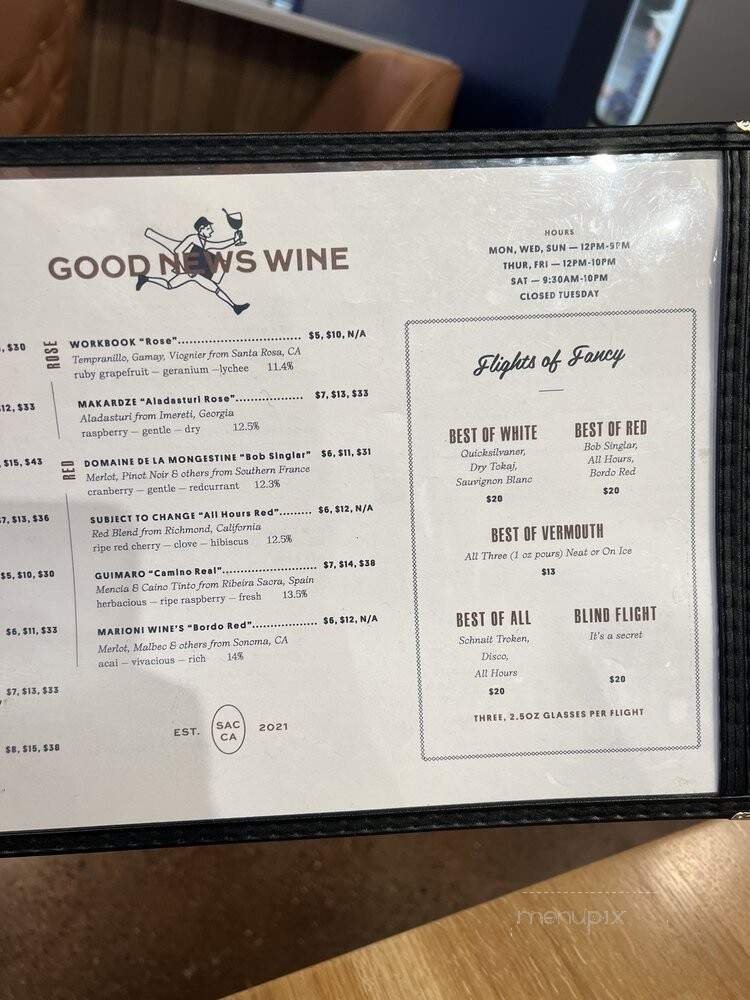 GOOD NEWS WINE
HOURS
MON, WED, SUN — 12PM-9PM
THUR, FRI — 12PM-10PM
SAT — 9:30AM-10PM
CLOSED TUESDAY
$30
$12, $33
$15, $43
$7, $13, $36
$5, $10, $30
$6, $11, $33
$7, $13, $33
$8, $15, $38
ROSE
WORKBOOK “Rose”.............................. $5, $10, N/A
Tempranillo, Gamay, Viognier from Santa Rosa, CA
ruby grapefruit — geranium —lychee 11.4%
MAKARDZE “Aladasturi Rose”................ $7, $13, $33
Aladasturi from Imereti, Georgia
raspberry — gentle — dry 12.5%
RED
DOMAINE DE LA MONGESTINE “Bob Singlar” $6, $11, $31
Merlot, Pinot Noir & others from Southern France
cranberry — gentle — redcurrant 12.3%
SUBJECT TO CHANGE “All Hours Red”........ $6, $12, N/A
Red Blend from Richmond, California
ripe red cherry — clove — hibiscus 12.5%
GUIMARO “Camino Real”....................... $7, $14, $38
Mencia & Caino Tinto from Ribeira Sacra, Spain
herbacious — ripe raspberry — fresh 13.5%
MARIONI WINE’S “Bordo Red”................ $6, $12, N/A
Merlot, Malbec & others from Sonoma, CA
acai — vivacious — rich 14%
EST. SAC CA 2021
Flights of Fancy
BEST OF WHITE
Quicksilvaner,
Dry Tokaj,
Sauvignon Blanc
$20
BEST OF RED
Bob Singlar,
All Hours,
Bordo Red
$20
BEST OF VERMOUTH
All Three (1 oz pours) Neat or On Ice
$13
BEST OF ALL
Schnait Troken,
Disco,
All Hours
$20
BLIND FLIGHT
It's a secret
$20
THREE, 2.5OZ GLASSES PER FLIGHT
menupix